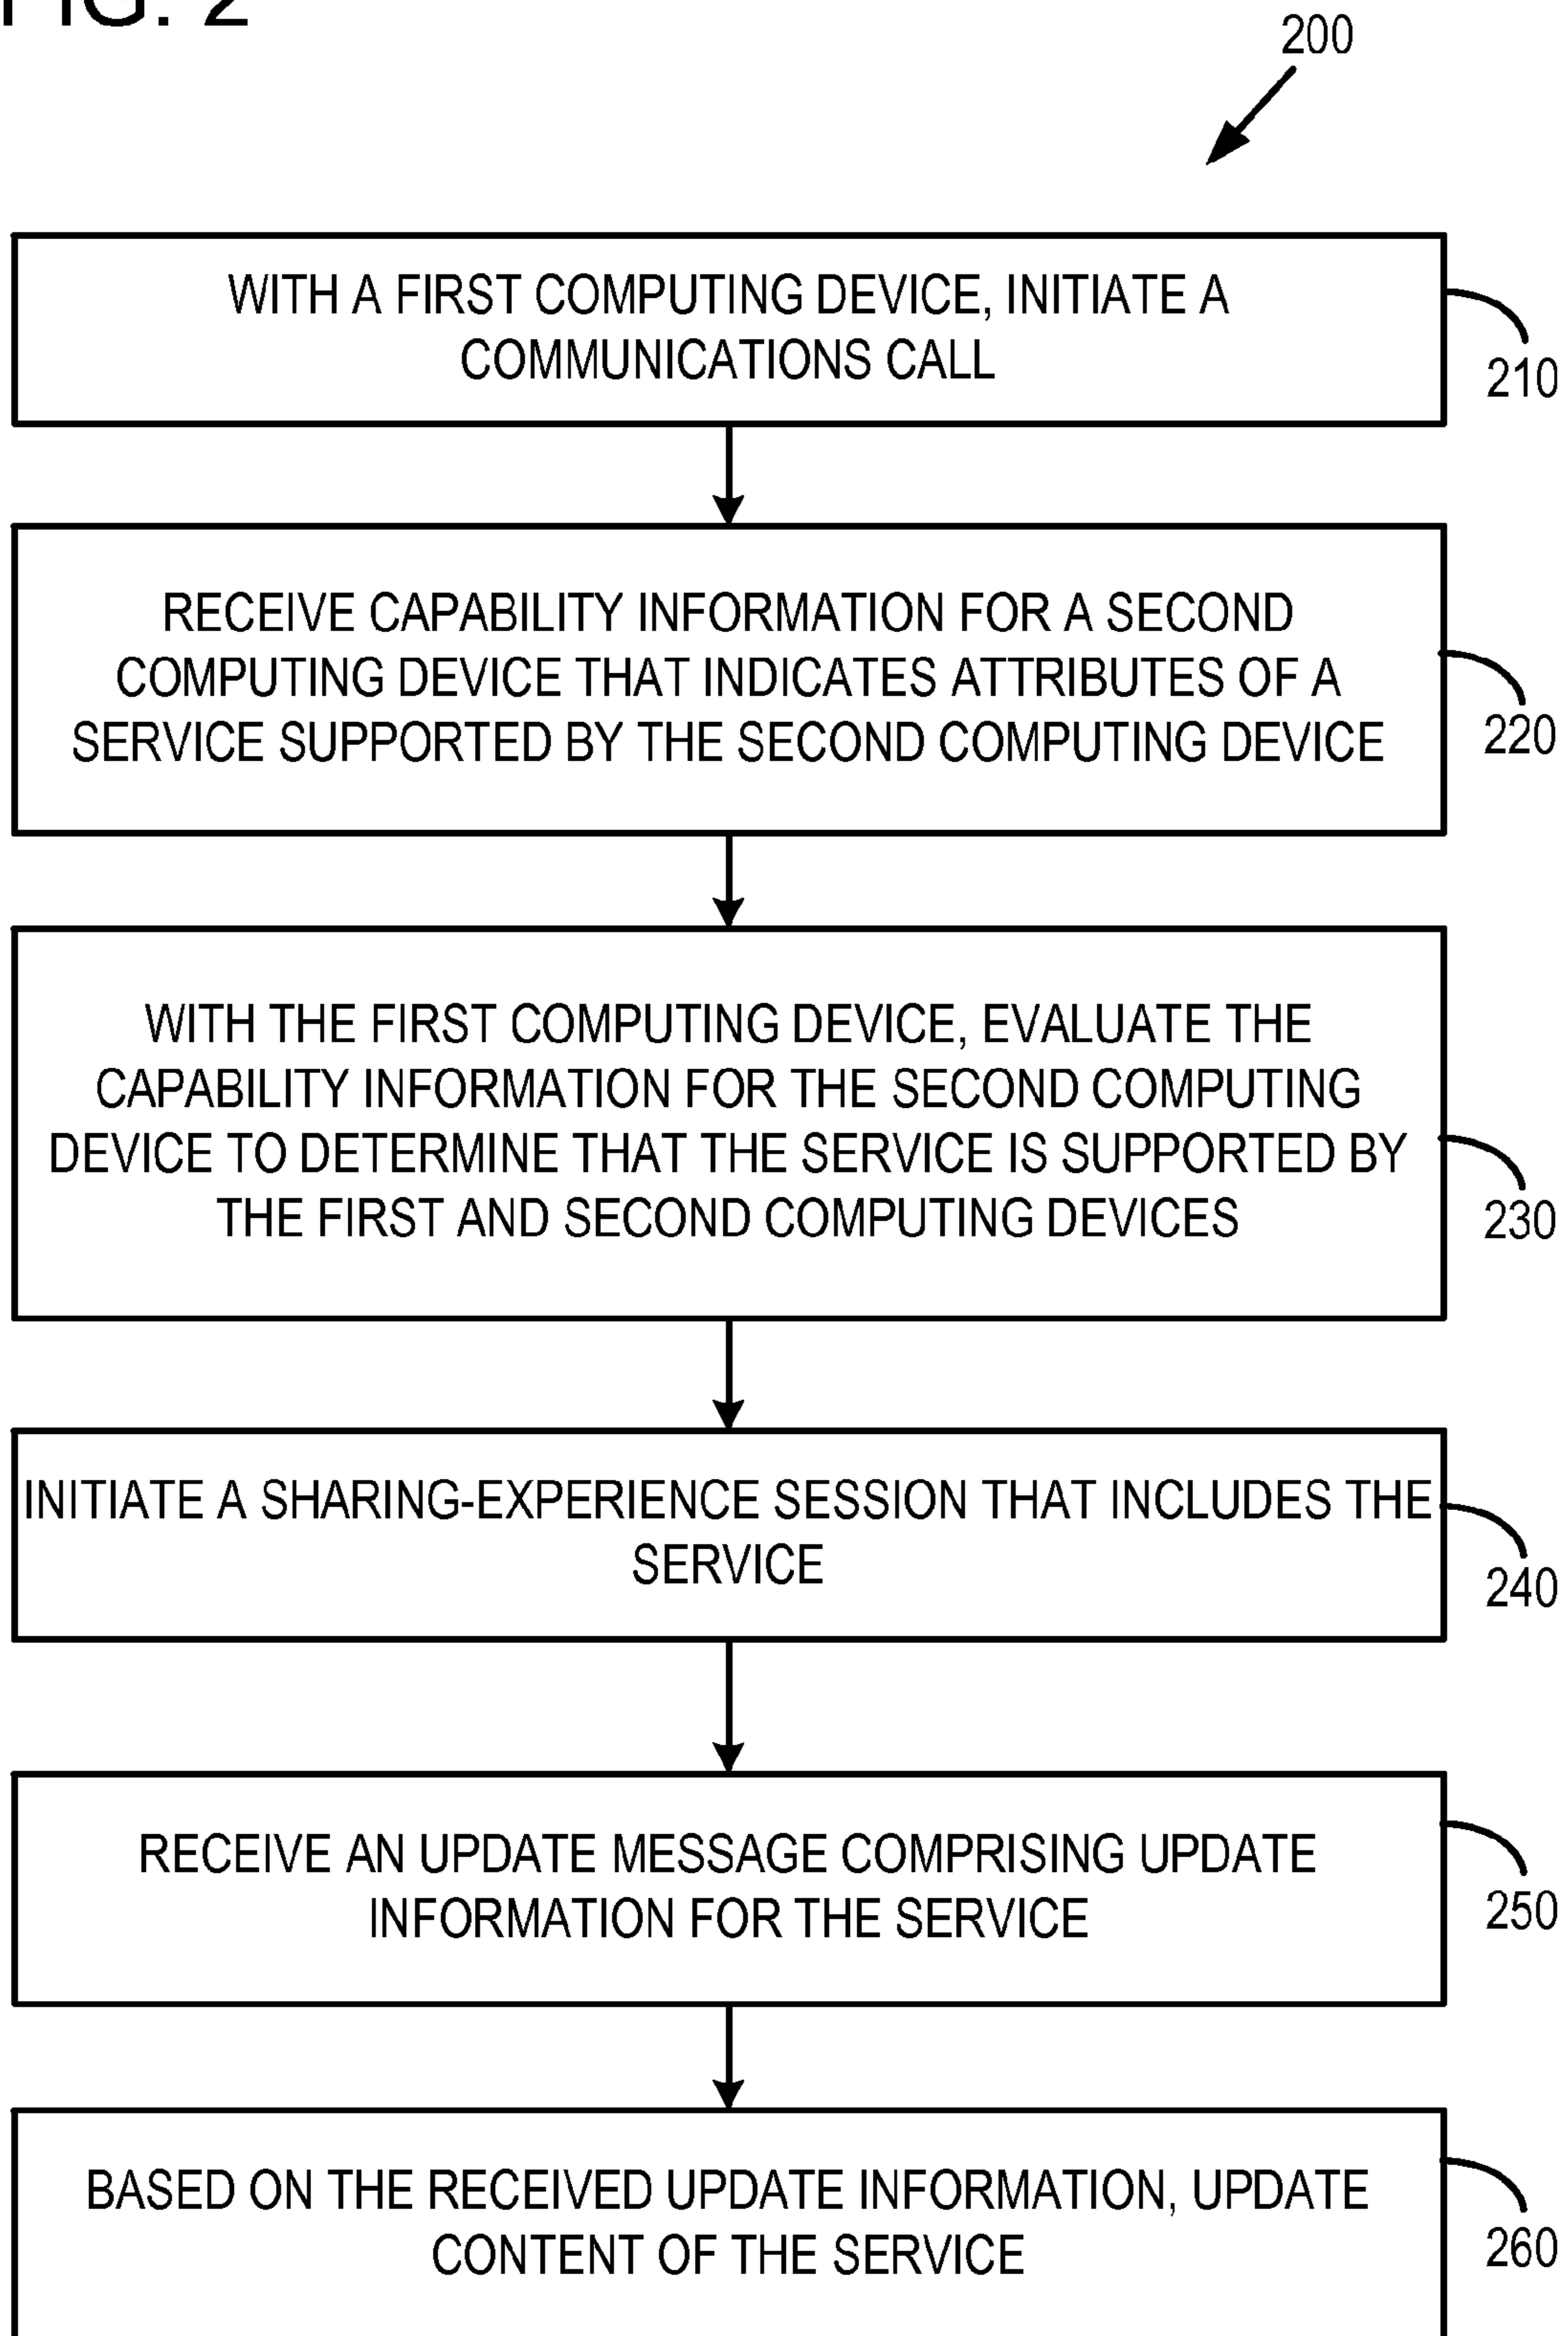 FIG. 2
200
WITH A FIRST COMPUTING DEVICE, INITIATE A
COMMUNICATIONS CALL
210
RECEIVE CAPABILITY INFORMATION FOR A SECOND
COMPUTING DEVICE THAT INDICATES ATTRIBUTES OF A
SERVICE SUPPORTED BY THE SECOND COMPUTING DEVICE
220
WITH THE FIRST COMPUTING DEVICE, EVALUATE THE
CAPABILITY INFORMATION FOR THE SECOND COMPUTING
DEVICE TO DETERMINE THAT THE SERVICE IS SUPPORTED BY
THE FIRST AND SECOND COMPUTING DEVICES
230
INITIATE A SHARING-EXPERIENCE SESSION THAT INCLUDES THE
SERVICE
240
RECEIVE AN UPDATE MESSAGE COMPRISING UPDATE
INFORMATION FOR THE SERVICE
250
BASED ON THE RECEIVED UPDATE INFORMATION, UPDATE
CONTENT OF THE SERVICE
260